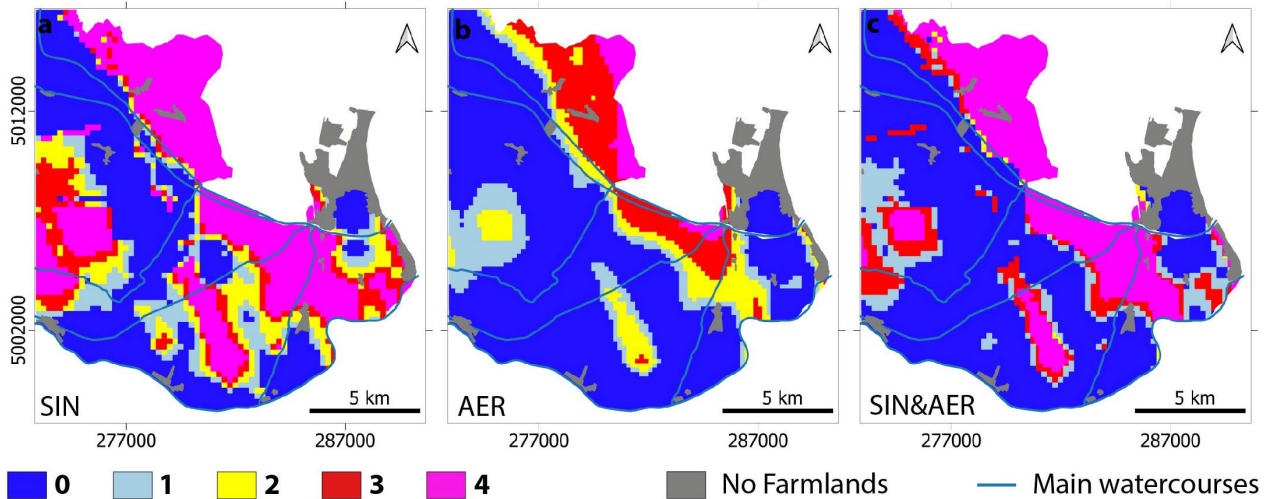 a b c
5012000
5002000
SIN 5 km AER 5 km SIN&AER 5 km
277000 287000 277000 287000 277000 287000
0 1 2 3 4 No Farmlands Main watercourses